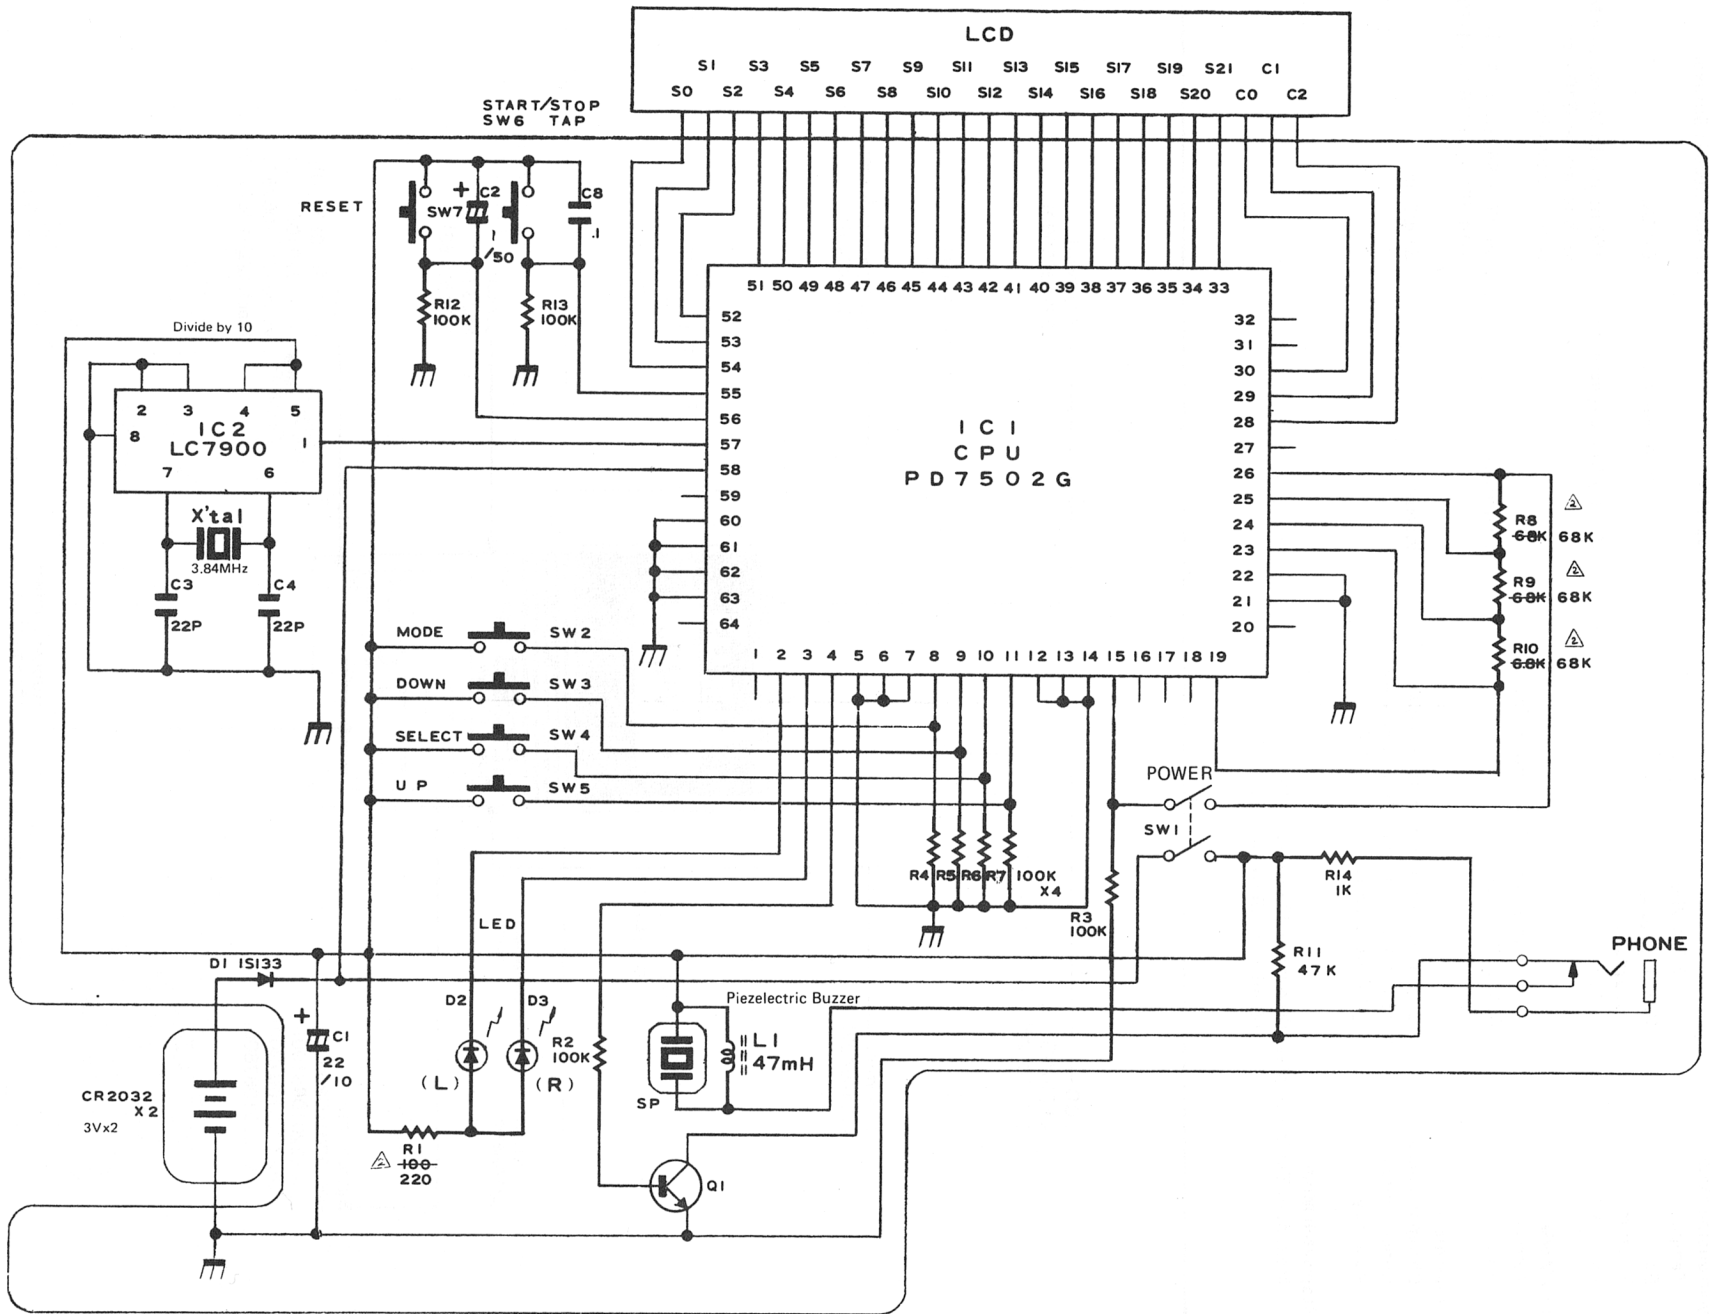 LCD
S1 S3 S5 S7 S9 S11 S13 S15 S17 S19 S21 C1
S0 S2 S4 S6 S8 S10 S12 S14 S16 S18 S20 C0 C2
START/STOP
SW6 TAP
RESET
SW7
+
C2
1
/50
C8
.1
R12
100K
R13
100K
51 50 49 48 47 46 45 44 43 42 41 40 39 38 37 36 35 34 33
52
53
54
55
56
57
58
59
60
61
62
63
64
32
31
30
29
28
27
26
25
24
23
22
21
20
IC1
CPU
PD7502G
1 2 3 4 5 6 7 8 9 10 11 12 13 14 15 16 17 18 19
Divide by 10
2 3 4 5
8 IC2 1
LC7900
7 6
X'tal
3.84MHz
C3
22P
C4
22P
R8
68K 68K
2
R9
68K 68K
2
R10
68K 68K
2
MODE SW2
DOWN SW3
SELECT SW4
UP SW5
POWER
SW1
R4 R5 R6 R7 100K
X4
R3
100K
R14
1K
R11
47K
PHONE
LED
D1 1S133
D2
(L)
D3
(R)
R2
100K
Piezelectric Buzzer
L1
47mH
SP
+
C1
22
/10
CR2032
X2
3Vx2
R1
2 100
220
Q1